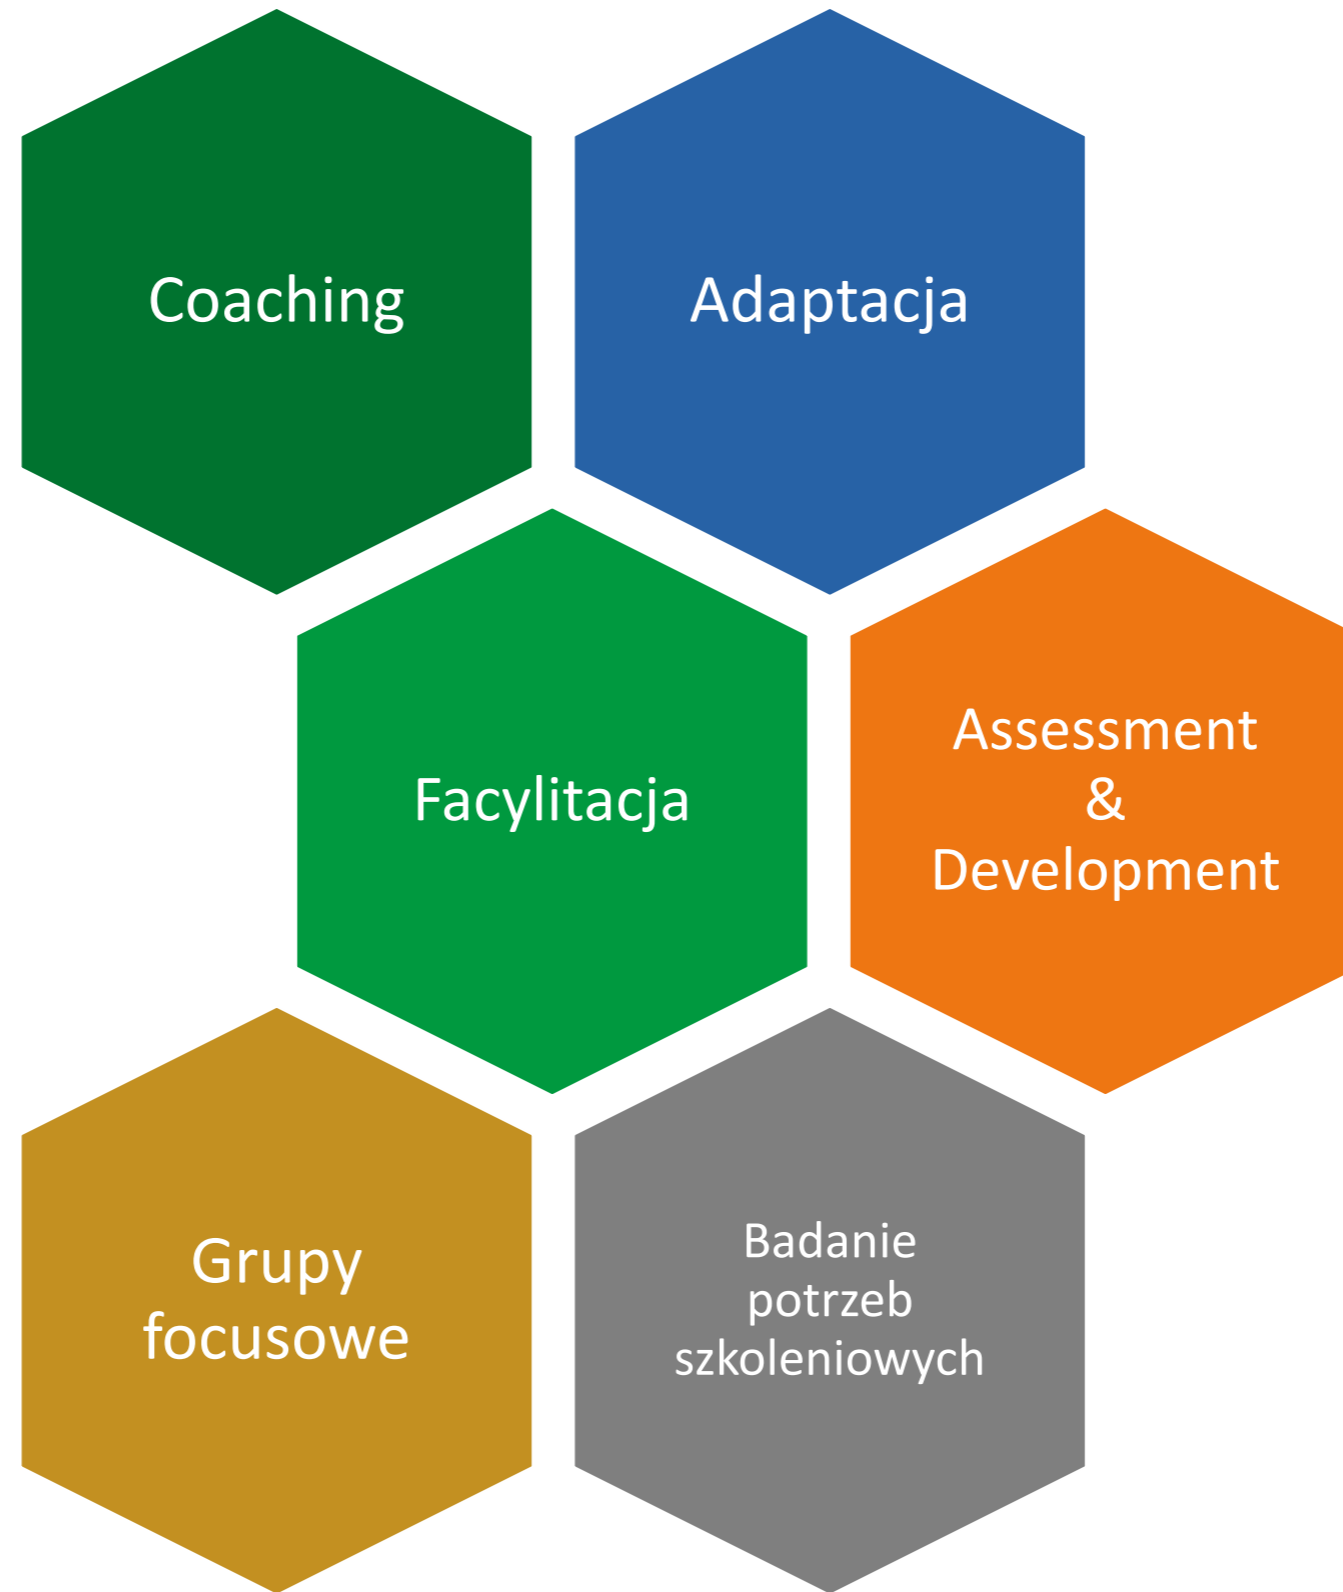 Coaching
Adaptacja
Facylitacja
Assessment
&
Development
Grupy
focusowe
Badanie
potrzeb
szkoleniowych